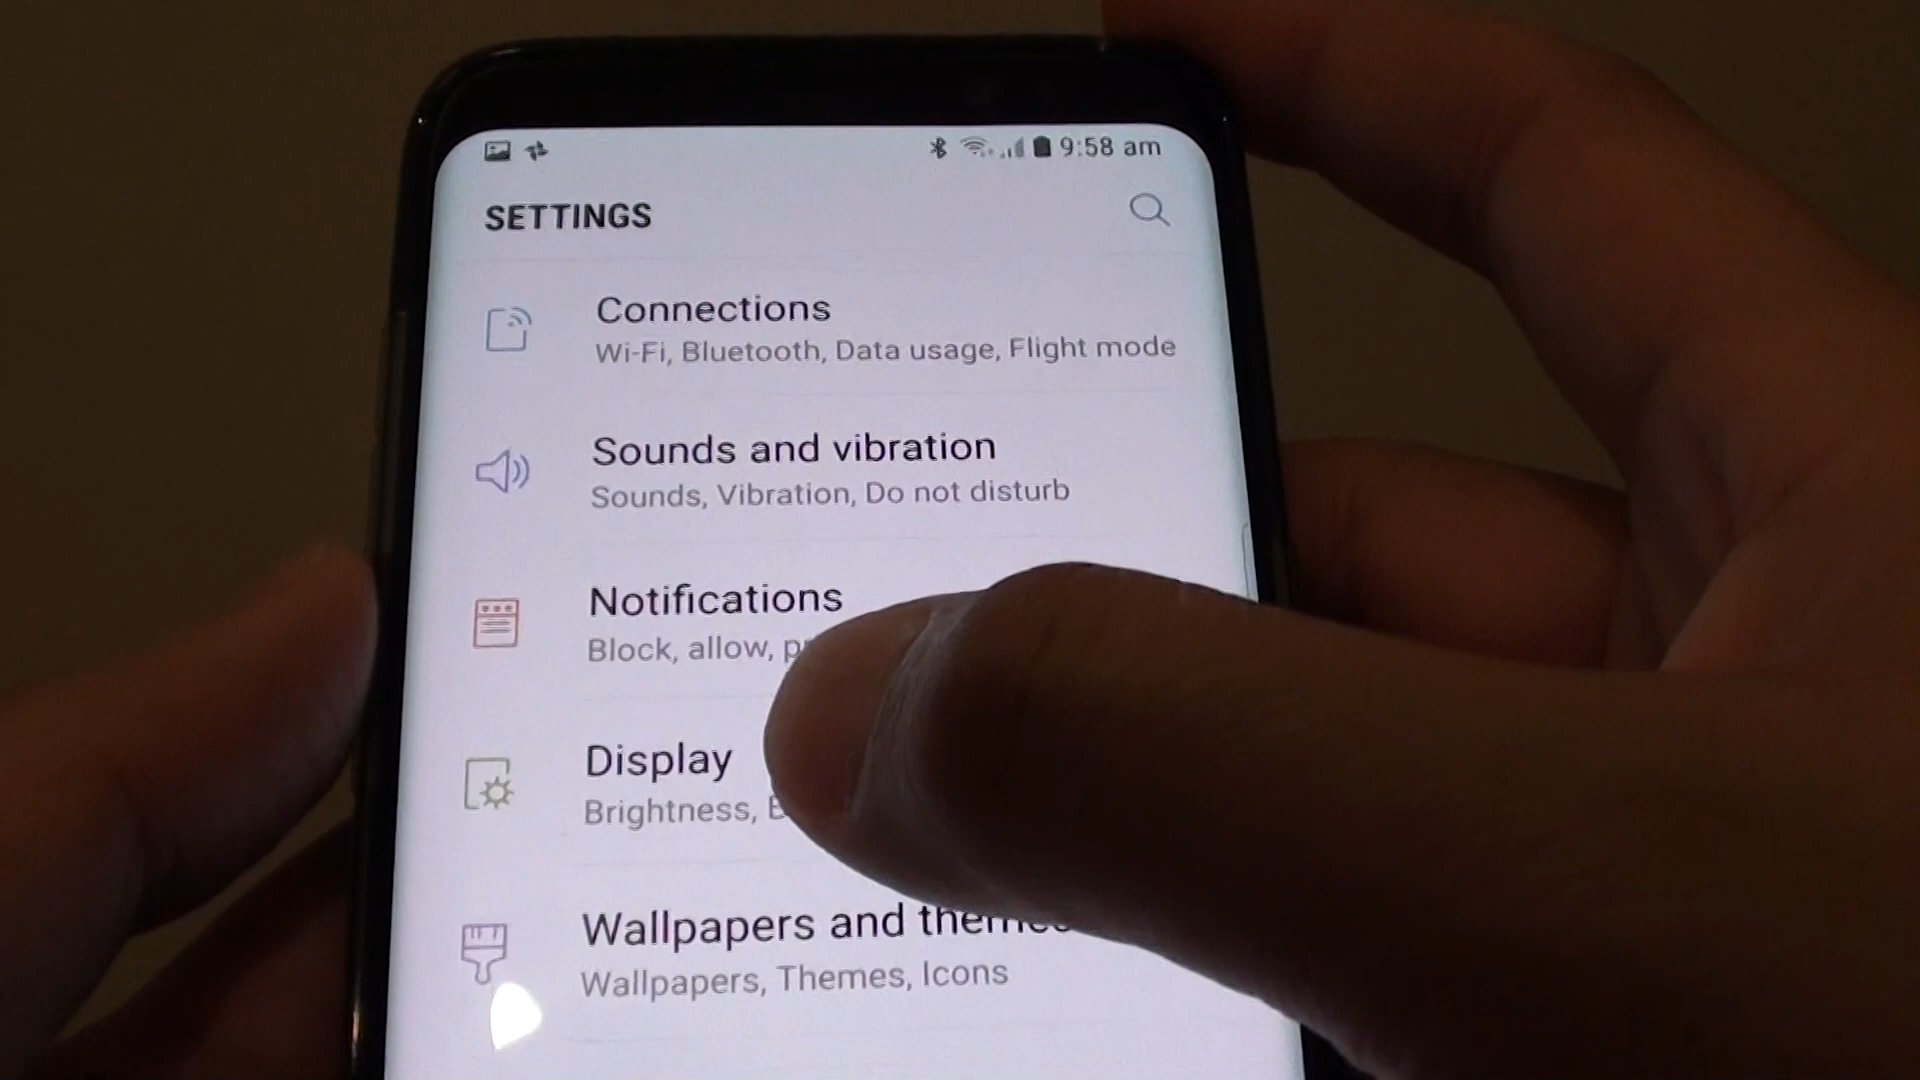 9:58 am
SETTINGS
Connections
Wi-Fi, Bluetooth, Data usage, Flight mode
Sounds and vibration
Sounds, Vibration, Do not disturb
Notifications
Block, allow,
Display
Brightness,
Wallpapers and themes
Wallpapers, Themes, Icons